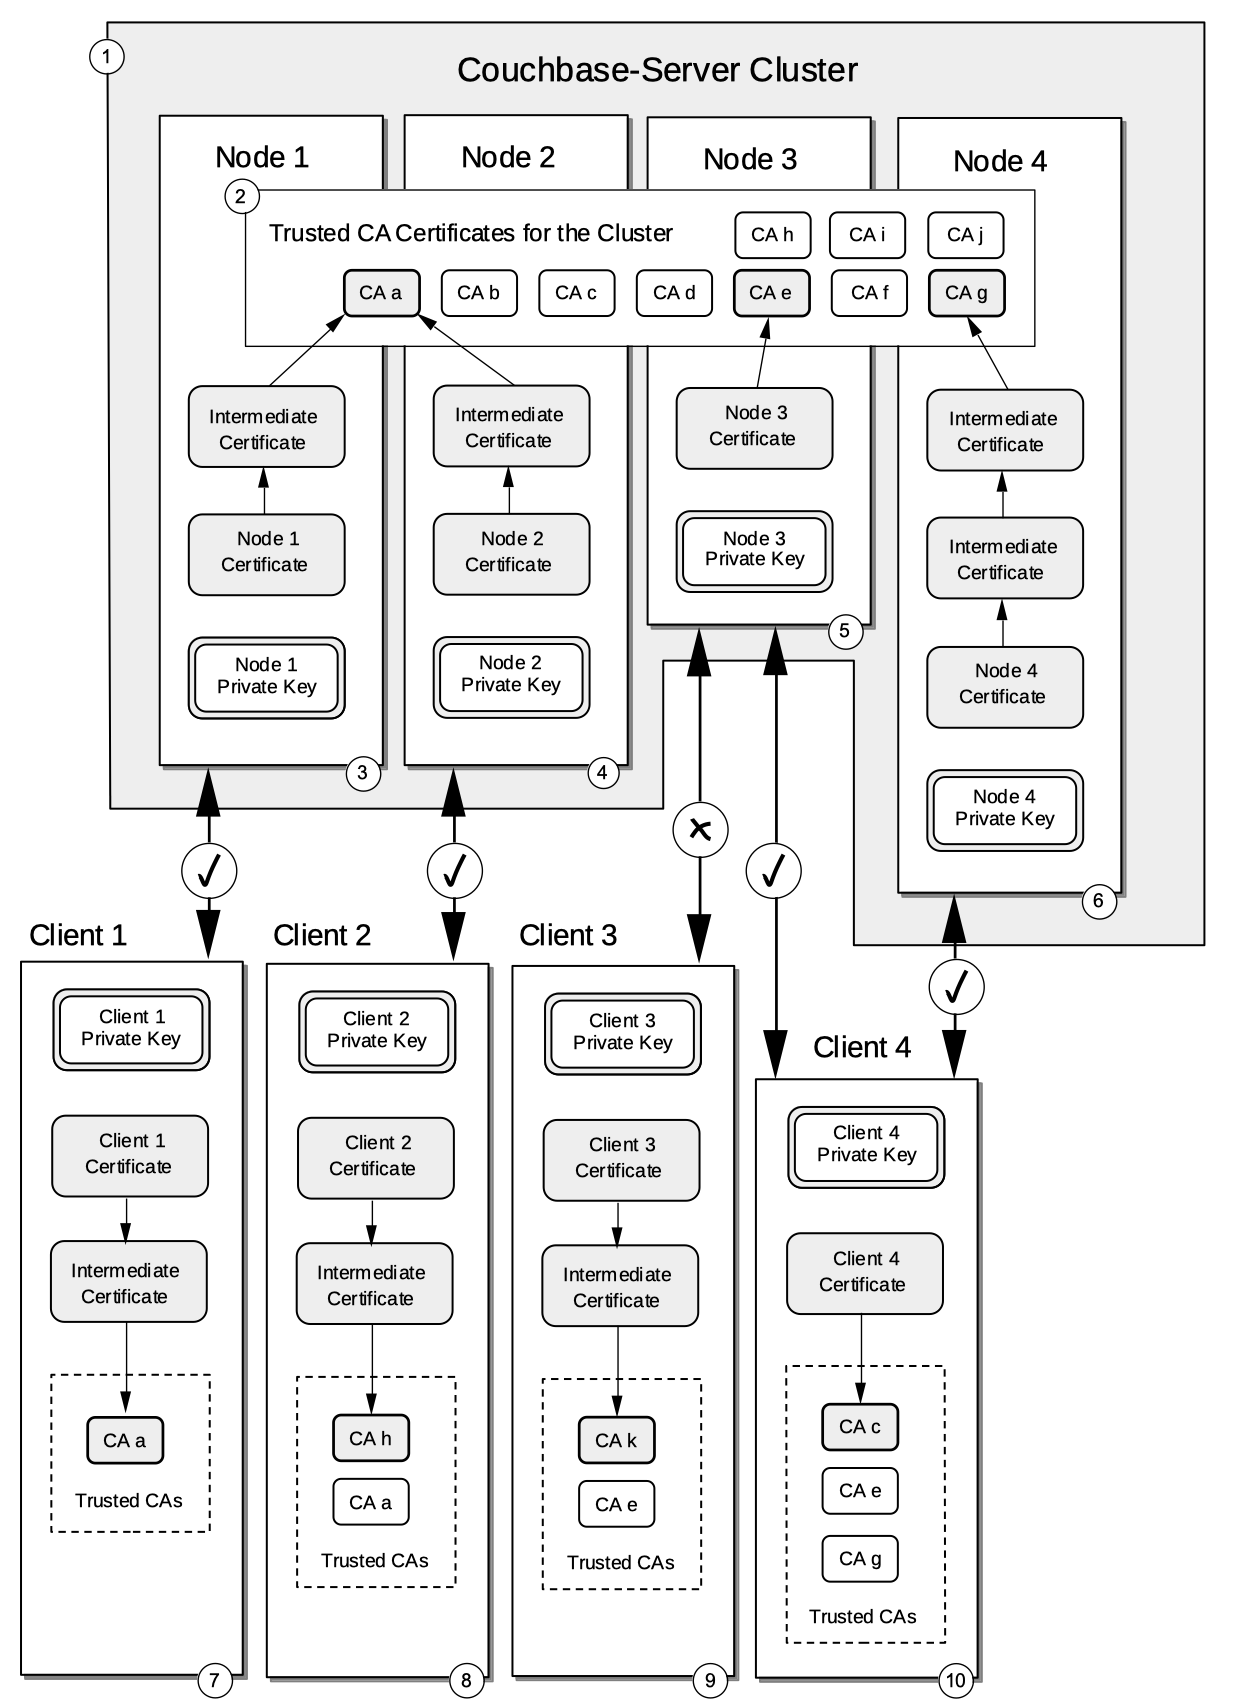 1
Couchbase-Server Cluster
Node 1
Node 2
Node 3
Node 4
2
Trusted CA Certificates for the Cluster
CA h
CA i
CA j
CA a
CA b
CA c
CA d
CA e
CA f
CA g
Intermediate
Certificate
Node 1
Certificate
Node 1
Private Key
3
Intermediate
Certificate
Node 2
Certificate
Node 2
Private Key
4
Node 3
Certificate
Node 3
Private Key
5
Intermediate
Certificate
Intermediate
Certificate
Node 4
Certificate
Node 4
Private Key
6
Client 1
Client 1
Private Key
Client 1
Certificate
Intermediate
Certificate
CA a
Trusted CAs
7
Client 2
Client 2
Private Key
Client 2
Certificate
Intermediate
Certificate
CA h
CA a
Trusted CAs
8
Client 3
Client 3
Private Key
Client 3
Certificate
Intermediate
Certificate
CA k
CA e
Trusted CAs
9
Client 4
Client 4
Private Key
Client 4
Certificate
CA c
CA e
CA g
Trusted CAs
10